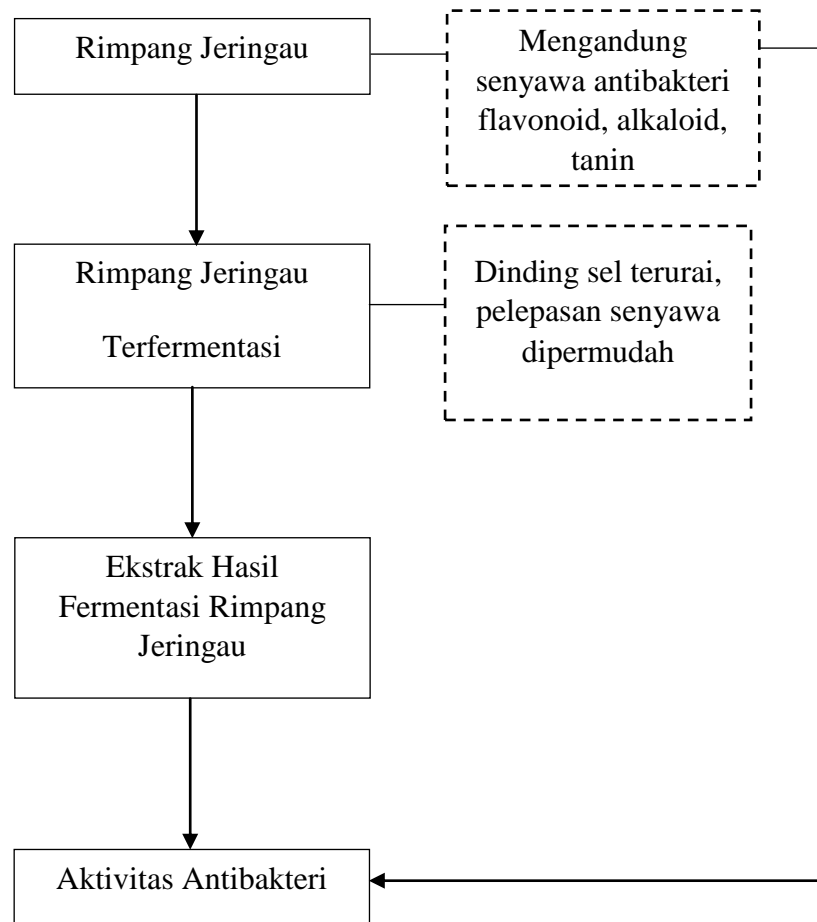 Rimpang Jeringau
Mengandung
senyawa antibakteri
flavonoid, alkaloid,
tanin
Rimpang Jeringau
Terfermentasi
Dinding sel terurai,
pelepasan senyawa
dipermudah
Ekstrak Hasil
Fermentasi Rimpang
Jeringau
Aktivitas Antibakteri